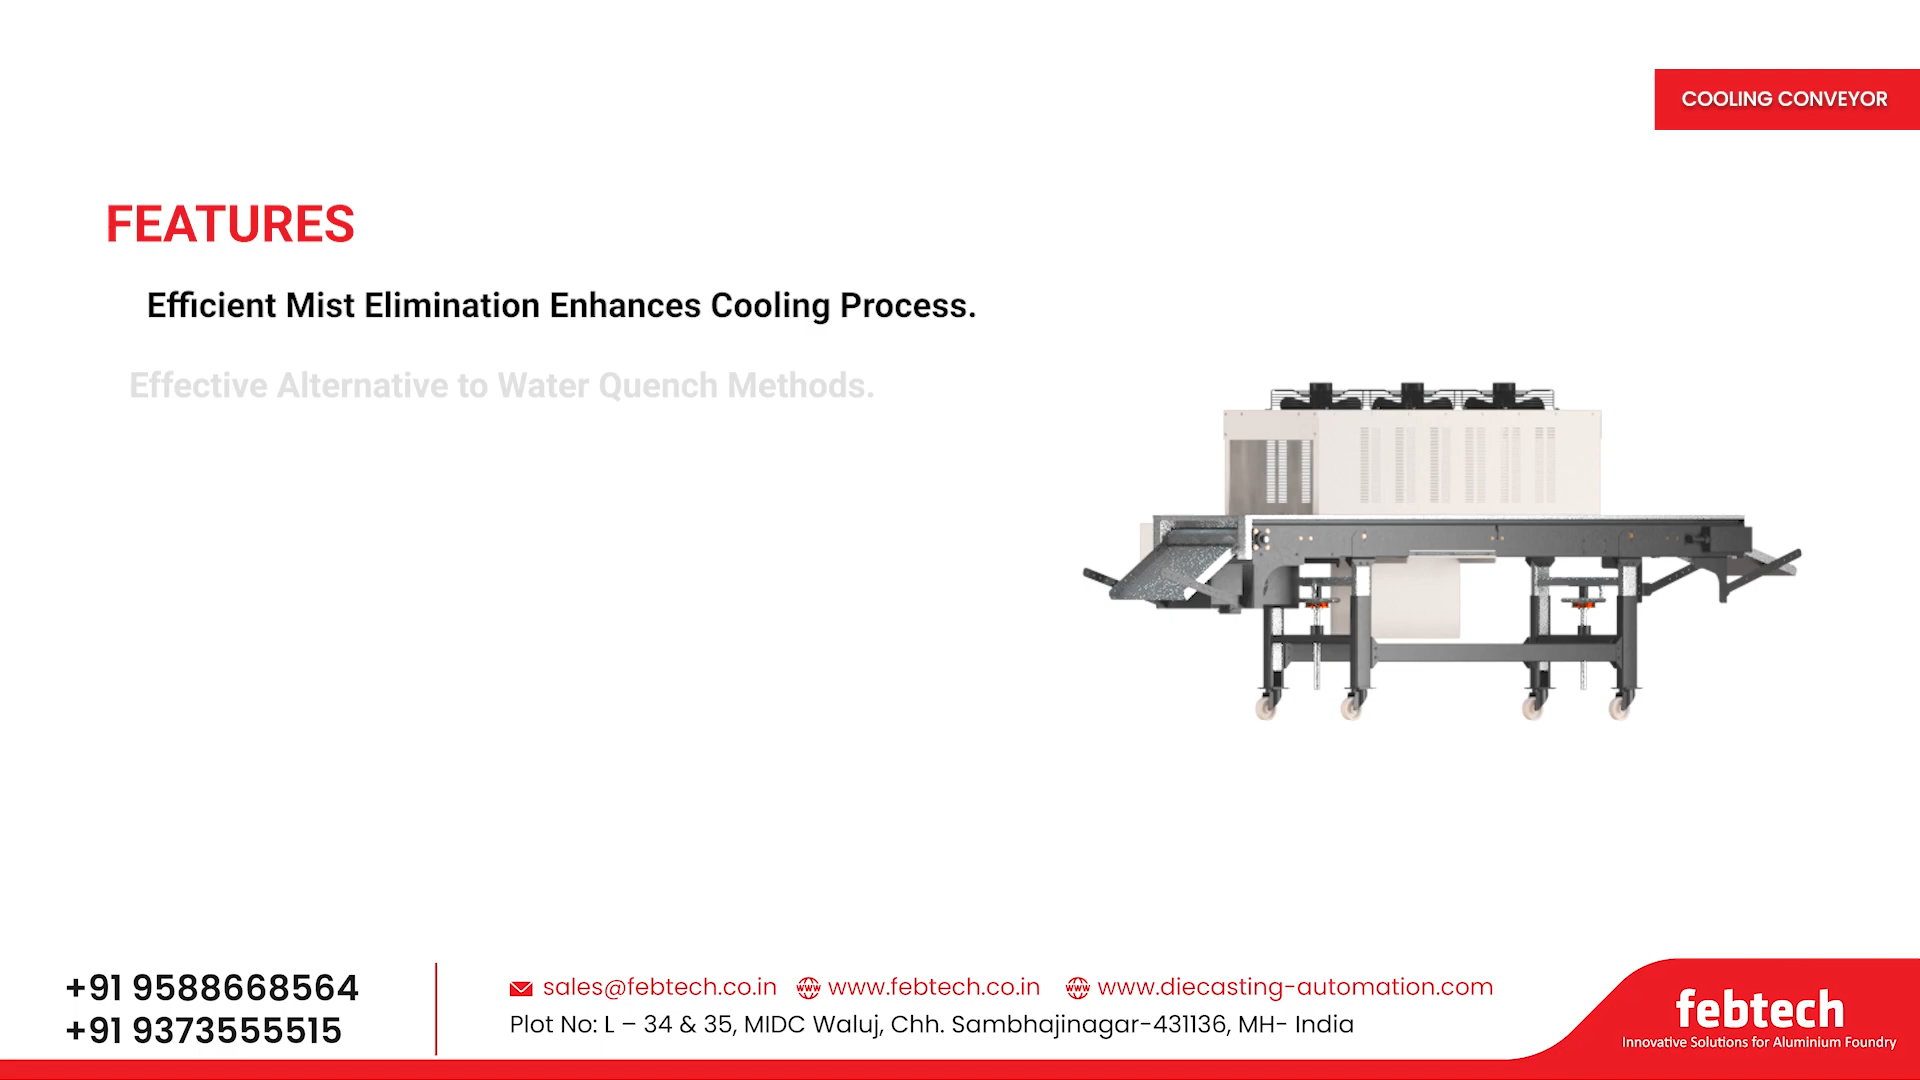 COOLING CONVEYOR
FEATURES
Efficient Mist Elimination Enhances Cooling Process.
Effective Alternative to Water Quench Methods.
+91 9588668564
+91 9373555515
sales@febtech.co.in www.febtech.co.in www.diecasting-automation.com
Plot No: L – 34 & 35, MIDC Waluj, Chh. Sambhajinagar-431136, MH- India
febtech
Innovative Solutions for Aluminium Foundry